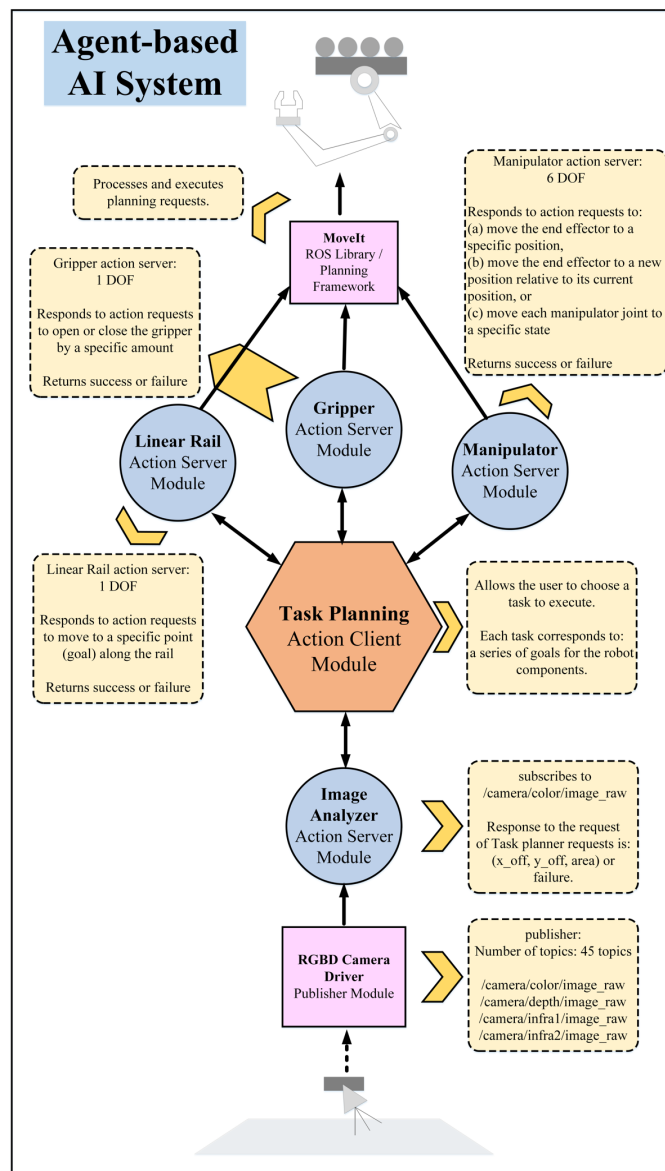 Agent-based
AI System
Processes and executes
planning requests.
MoveIt
ROS Library /
Planning
Framework
Manipulator action server:
6 DOF
Responds to action requests to:
(a) move the end effector to a
specific position,
(b) move the end effector to a new
position relative to its current
position, or
(c) move each manipulator joint to
a specific state
Returns success or failure
Gripper action server:
1 DOF
Responds to action requests
to open or close the gripper
by a specific amount
Returns success or failure
Linear Rail
Action Server
Module
Gripper
Action Server
Module
Manipulator
Action Server
Module
Linear Rail action server:
1 DOF
Responds to action requests
to move to a specific point
(goal) along the rail
Returns success or failure
Task Planning
Action Client
Module
Allows the user to choose a
task to execute.
Each task corresponds to:
a series of goals for the robot
components.
Image
Analyzer
Action Server
Module
subscribes to
/camera/color/image_raw
Response to the request
of Task planner requests is:
(x_off, y_off, area) or
failure.
RGBD Camera
Driver
Publisher Module
publisher:
Number of topics: 45 topics
/camera/color/image_raw
/camera/depth/image_raw
/camera/infra1/image_raw
/camera/infra2/image_raw